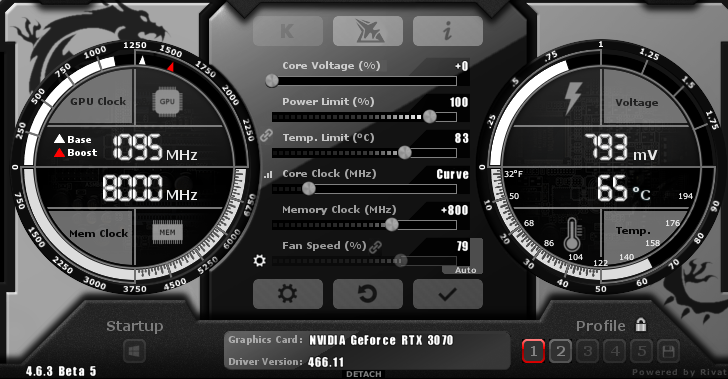 K
i
Core Voltage (%) +0
Power Limit (%) 100
Temp. Limit (°C) 83
Core Clock (MHz) Curve
Memory Clock (MHz) +800
Fan Speed (%) 79
Auto
0 250 500 750 1000 1250 1500 1750 2000 2250
GPU Clock
GPU
Base
Boost
1095 MHz
8000 MHz
Mem Clock
MEM
0 750 1500 2250 3000 3750 4500 5250 6000 6750
0 .25 .5 .75 1 1.25 1.5 1.75
Voltage
793 mV
65 °C
Temp.
32°F 50 68 86 104 122 140 158 176 194
0 10 20 30 40 50 60 70 80 90
Startup
Graphics Card: NVIDIA GeForce RTX 3070
Driver Version: 466.11
Profile
1 2 3 4 5
4.6.3 Beta 5
DETACH
Powered by Riva